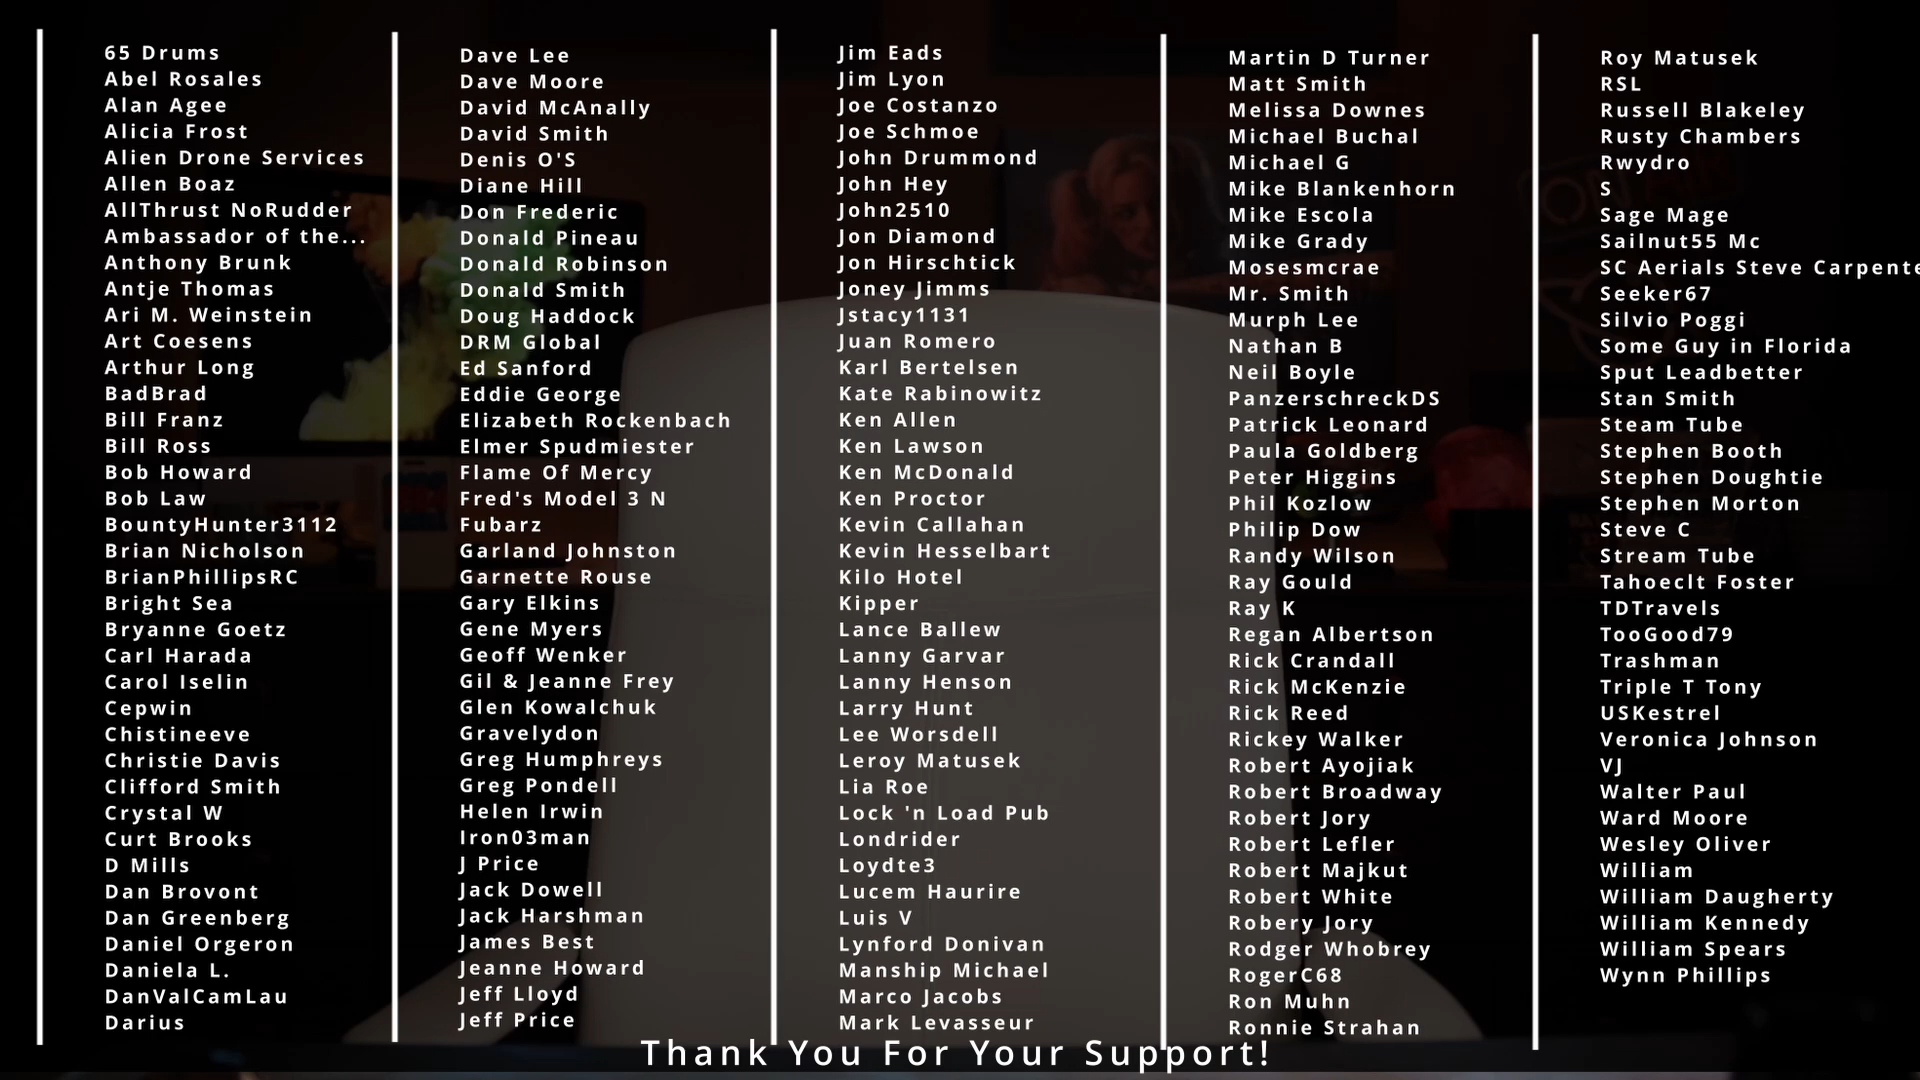 65 Drums
Abel Rosales
Alan Agee
Alicia Frost
Alien Drone Services
Allen Boaz
AllThrust NoRudder
Ambassador of the...
Anthony Brunk
Antje Thomas
Ari M. Weinstein
Art Coesens
Arthur Long
BadBrad
Bill Franz
Bill Ross
Bob Howard
Bob Law
BountyHunter3112
Brian Nicholson
BrianPhillipsRC
Bright Sea
Bryanne Goetz
Carl Harada
Carol Iselin
Cepwin
Chistineeve
Christie Davis
Clifford Smith
Crystal W
Curt Brooks
D Mills
Dan Brovont
Dan Greenberg
Daniel Orgeron
Daniela L.
DanValCamLau
Darius
Dave Lee
Dave Moore
David McAnally
David Smith
Denis O'S
Diane Hill
Don Frederic
Donald Pineau
Donald Robinson
Donald Smith
Doug Haddock
DRM Global
Ed Sanford
Eddie George
Elizabeth Rockenbach
Elmer Spudmiester
Flame Of Mercy
Fred's Model 3 N
Fubarz
Garland Johnston
Garnette Rouse
Gary Elkins
Gene Myers
Geoff Wenker
Gil & Jeanne Frey
Glen Kowalchuk
Gravelydon
Greg Humphreys
Greg Pondell
Helen Irwin
Iron03man
J Price
Jack Dowell
Jack Harshman
James Best
Jeanne Howard
Jeff Lloyd
Jeff Price
Jim Eads
Jim Lyon
Joe Costanzo
Joe Schmoe
John Drummond
John Hey
John2510
Jon Diamond
Jon Hirschtick
Joney Jimms
Jstacy1131
Juan Romero
Karl Bertelsen
Kate Rabinowitz
Ken Allen
Ken Lawson
Ken McDonald
Ken Proctor
Kevin Callahan
Kevin Hesselbart
Kilo Hotel
Kipper
Lance Ballew
Lanny Garvar
Lanny Henson
Larry Hunt
Lee Worsdell
Leroy Matusek
Lia Roe
Lock 'n Load Pub
Londrider
Loydte3
Lucem Haurire
Luis V
Lynford Donivan
Manship Michael
Marco Jacobs
Mark Levasseur
Martin D Turner
Matt Smith
Melissa Downes
Michael Buchal
Michael G
Mike Blankenhorn
Mike Escola
Mike Grady
Mosesmcrae
Mr. Smith
Murph Lee
Nathan B
Neil Boyle
PanzerschreckDS
Patrick Leonard
Paula Goldberg
Peter Higgins
Phil Kozlow
Philip Dow
Randy Wilson
Ray Gould
Ray K
Regan Albertson
Rick Crandall
Rick McKenzie
Rick Reed
Rickey Walker
Robert Ayojiak
Robert Broadway
Robert Jory
Robert Lefler
Robert Majkut
Robert White
Robery Jory
Rodger Whobrey
RogerC68
Ron Muhn
Ronnie Strahan
Roy Matusek
RSL
Russell Blakeley
Rusty Chambers
Rwydro
S
Sage Mage
Sailnut55 Mc
SC Aerials Steve Carpente
Seeker67
Silvio Poggi
Some Guy in Florida
Sput Leadbetter
Stan Smith
Steam Tube
Stephen Booth
Stephen Doughtie
Stephen Morton
Steve C
Stream Tube
Tahoeclt Foster
TDTravels
TooGood79
Trashman
Triple T Tony
USKestrel
Veronica Johnson
VJ
Walter Paul
Ward Moore
Wesley Oliver
William
William Daugherty
William Kennedy
William Spears
Wynn Phillips
Thank You For Your Support!